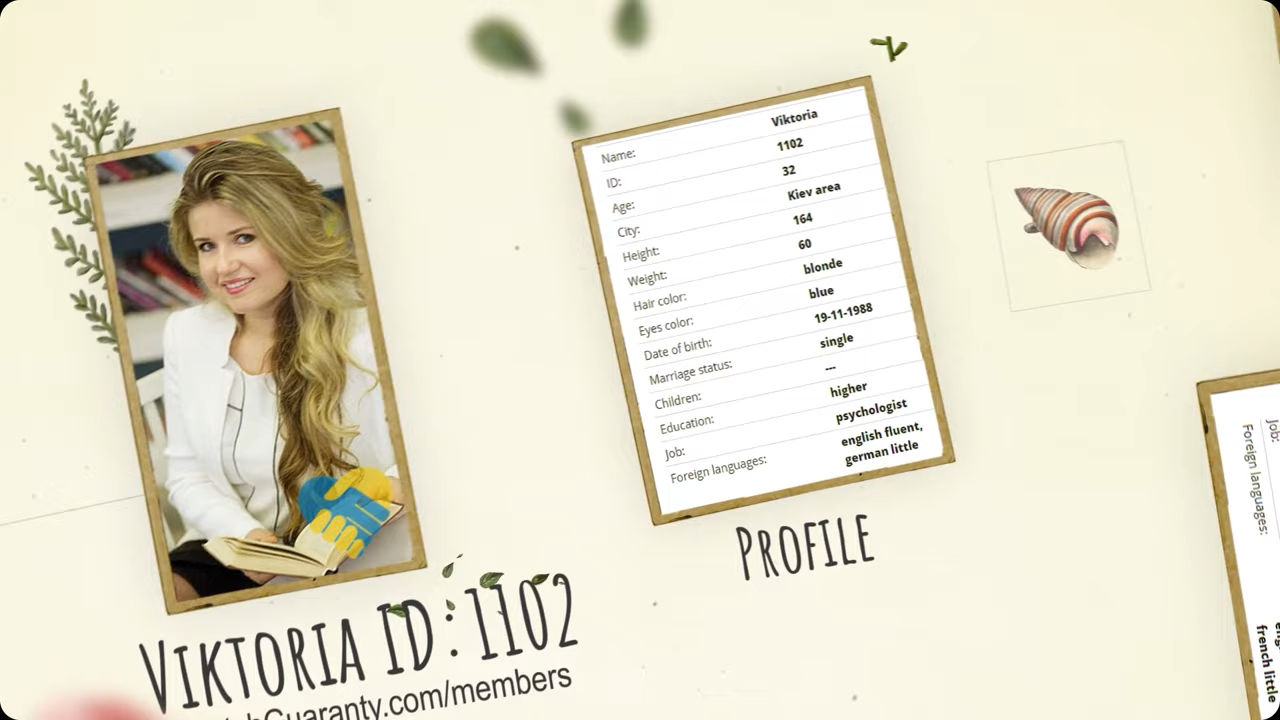 Name: Viktoria
ID: 1102
Age: 32
City: Kiev area
Height: 164
Weight: 60
Hair color: blonde
Eyes color: blue
Date of birth: 19-11-1988
Marriage status: single
Children: ---
Education: higher
Job: psychologist
Foreign languages: english fluent,
german little
PROFILE
VIKTORIA ID: 1102
Guaranty.com/members
Job:
Foreign languages:
french little